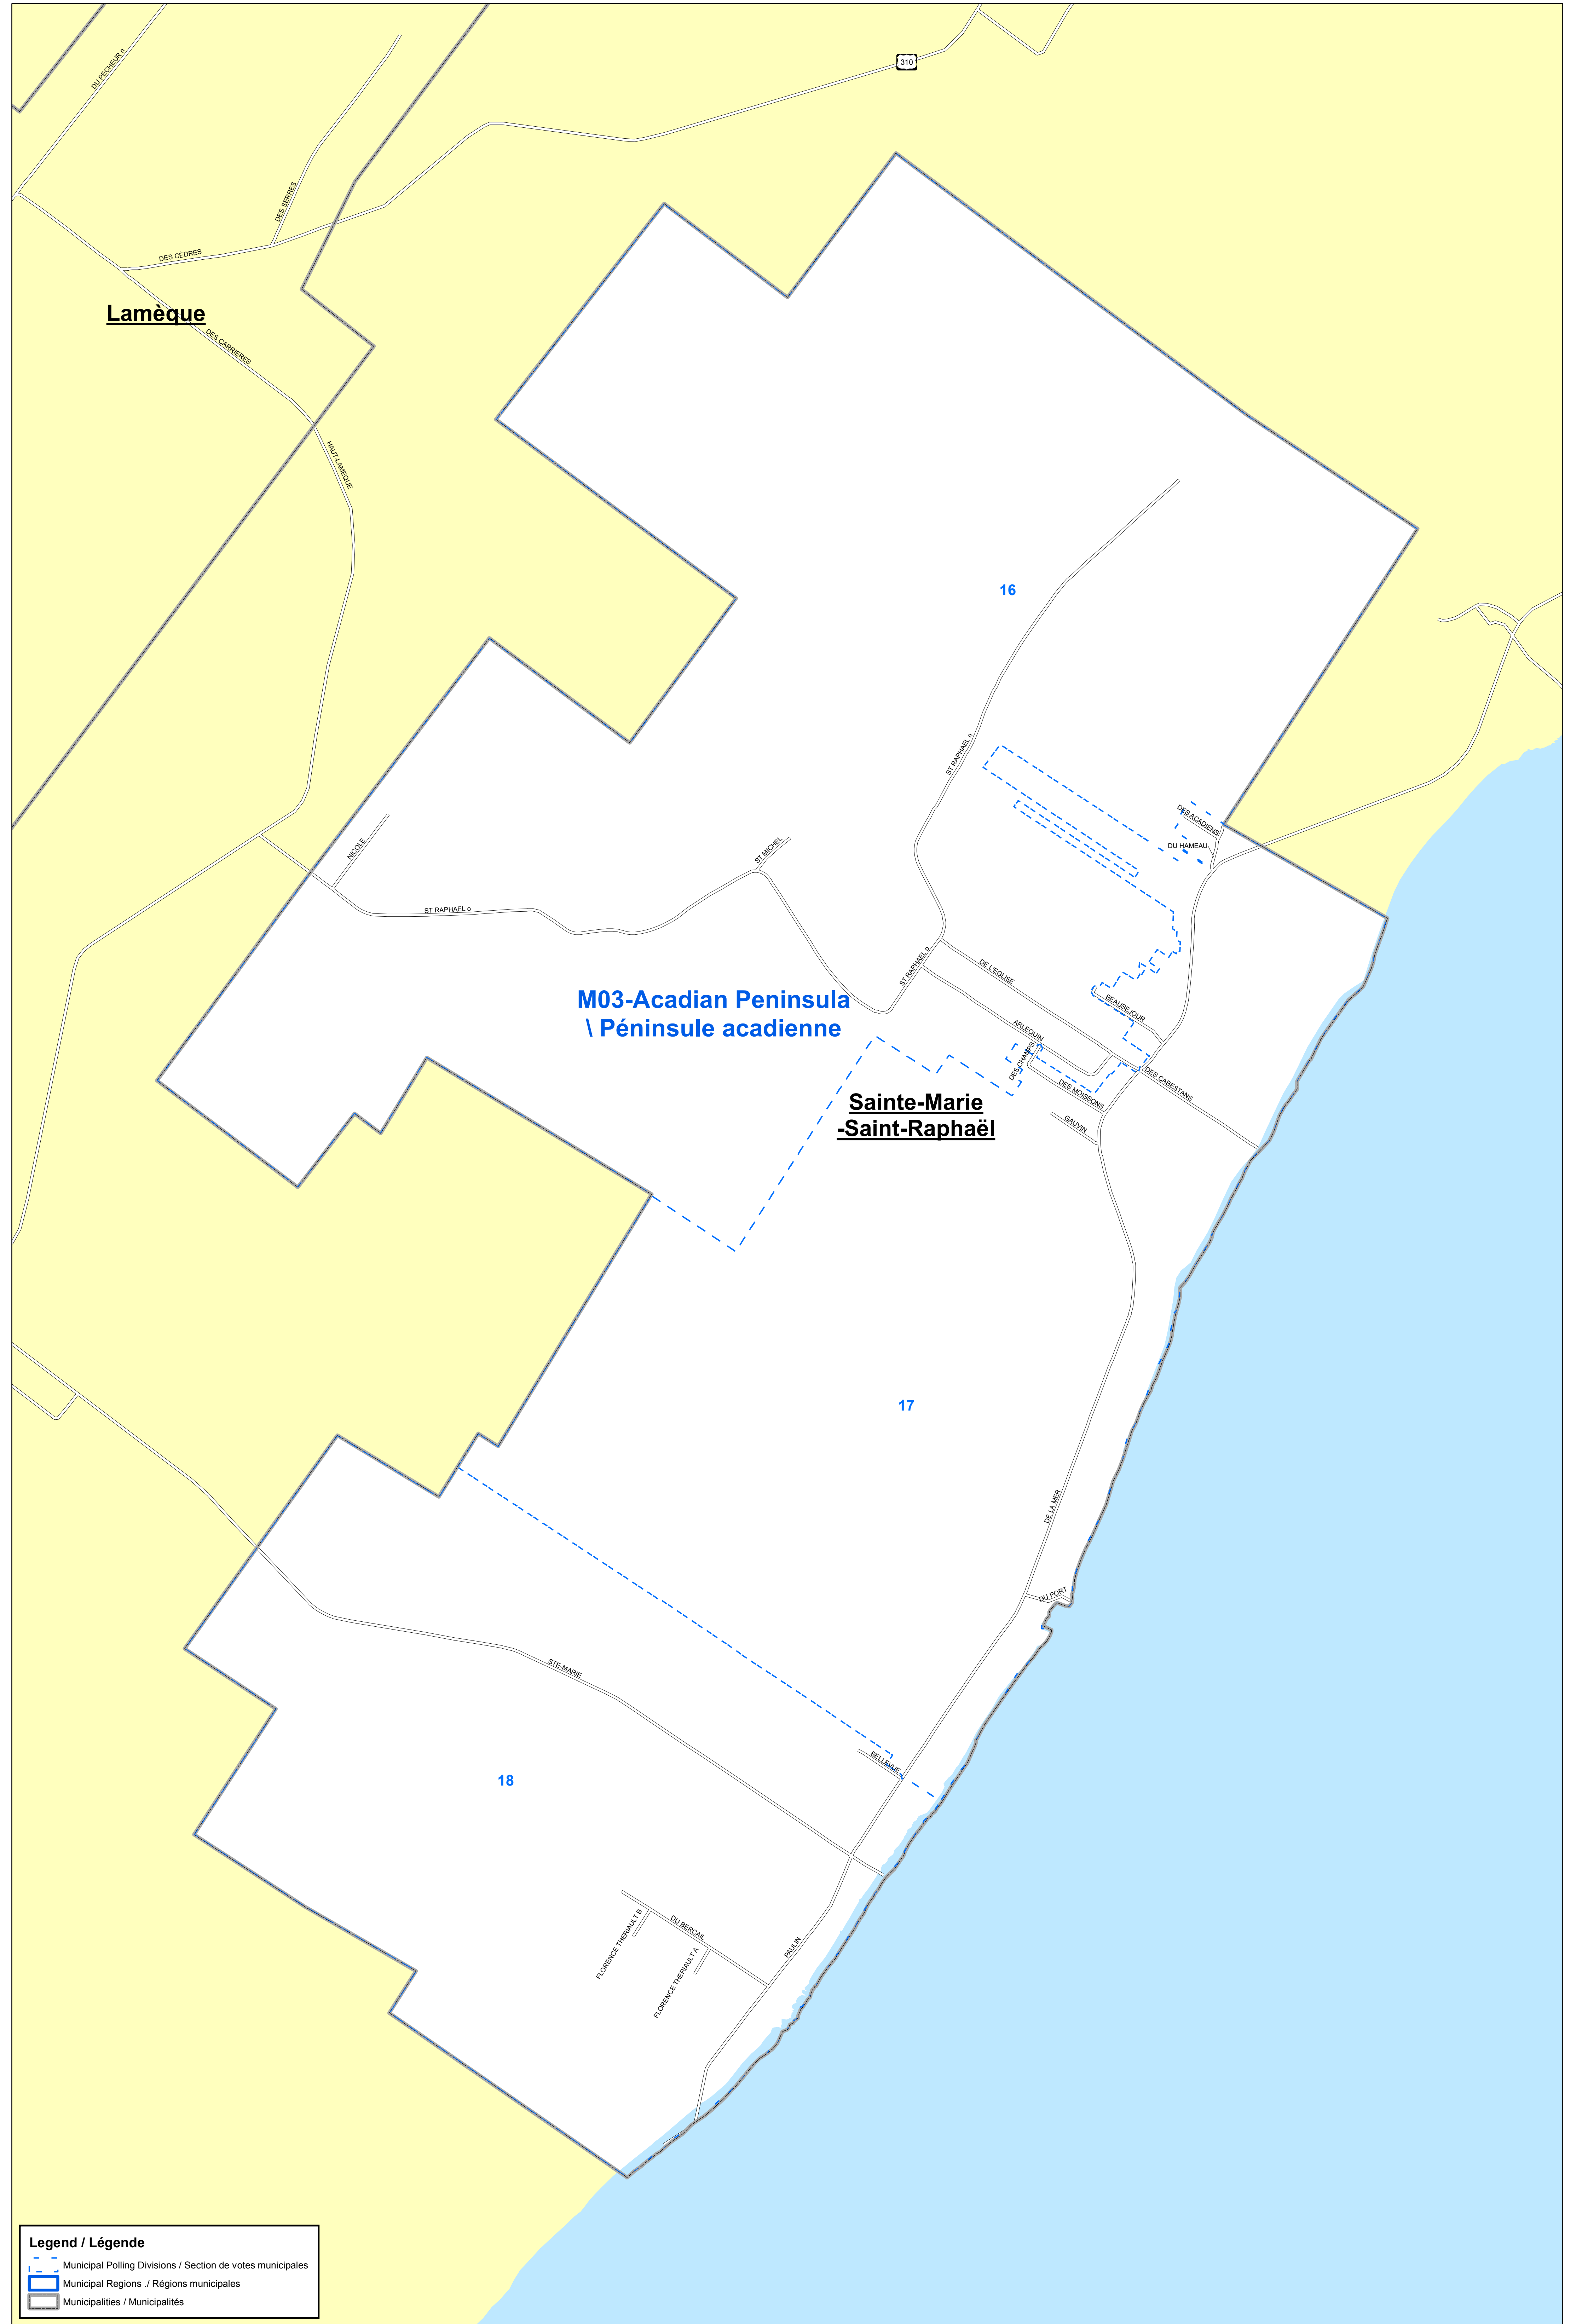 DU PECHEUR n
310
DES SERRES
DES CÈDRES
Lamèque
DES CARRIERES
HAUT-LAMEQUE
16
ST RAPHAEL n
DES ACADIENS
DU HAMEAU
NICOLE
ST MICHEL
ST RAPHAEL o
ST RAPHAEL o
DE L'EGLISE
M03-Acadian Peninsula
\ Péninsule acadienne
BEAUSEJOUR
ARLEQUIN
DES CHAMPS
DES CABESTANS
DES MOISSONS
Sainte-Marie
-Saint-Raphaël
GAUVIN
17
DE LA MER
DU PORT
STE-MARIE
BELLEVUE
18
DU BERCAIL
FLORENCE THERIAULT B
FLORENCE THERIAULT A
PAULIN
Legend / Légende
Municipal Polling Divisions / Section de votes municipales
Municipal Regions ./ Régions municipales
Municipalities / Municipalités